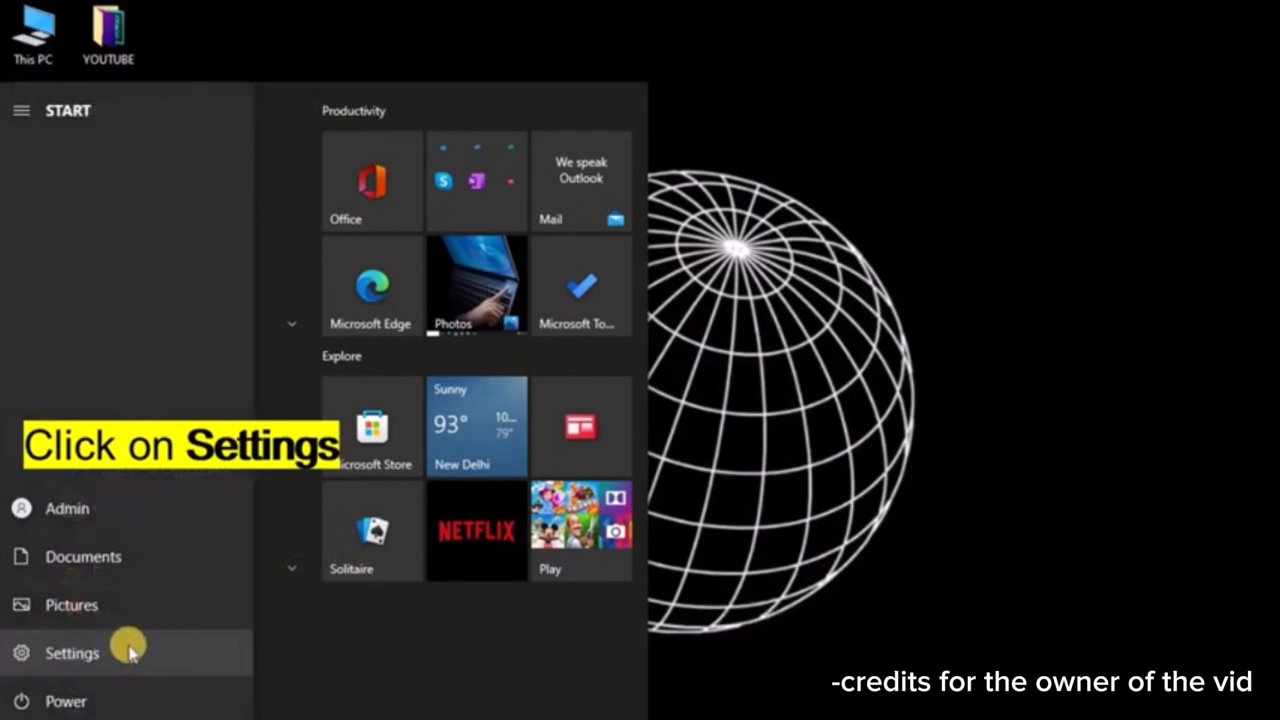 This PC
YOUTUBE
START
Productivity
Office
We speak
Outlook
Mail
Microsoft Edge
Photos
Microsoft To...
Explore
Sunny
93°
10...
79°
New Delhi
Click on Settings
icrosoft Store
Solitaire
NETFLIX
Play
Admin
Documents
Pictures
Settings
Power
-credits for the owner of the vid